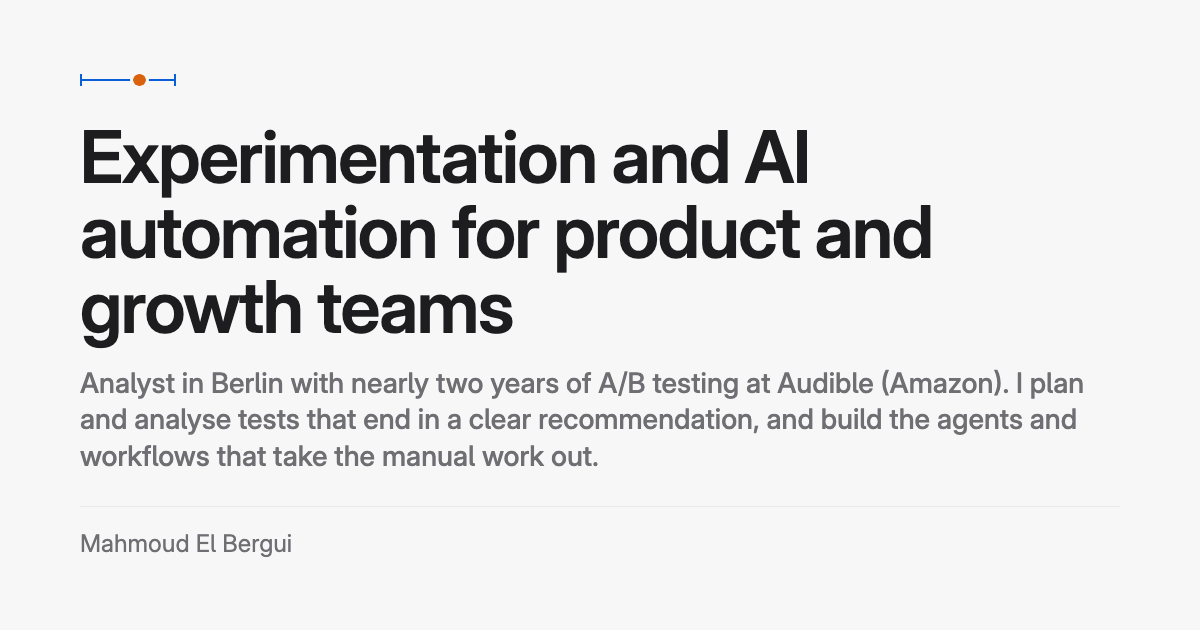 Experimentation and AI
automation for product and
growth teams
Analyst in Berlin with nearly two years of A/B testing at Audible (Amazon). I plan
and analyse tests that end in a clear recommendation, and build the agents and
workflows that take the manual work out.
Mahmoud El Bergui